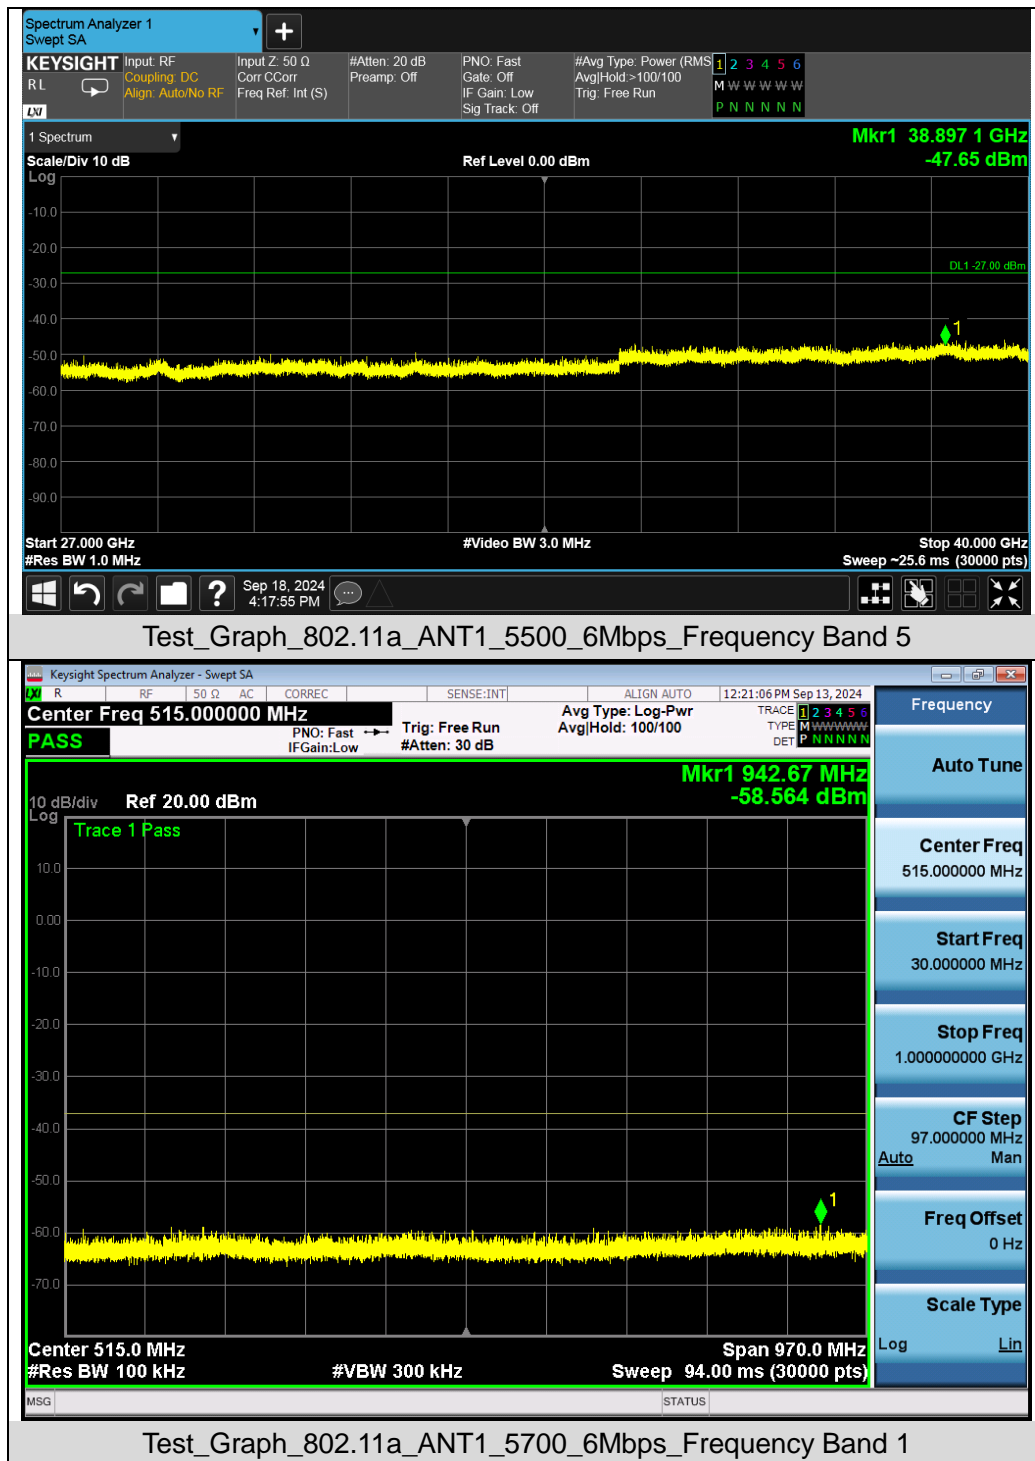 Spectrum Analyzer 1
Swept SA
KEYSIGHT
R L
LXI
Input: RF
Coupling: DC
Align: Auto/No RF
Input Z: 50 Ω
Corr CCorr
Freq Ref: Int (S)
#Atten: 20 dB
Preamp: Off
PNO: Fast
Gate: Off
IF Gain: Low
Sig Track: Off
#Avg Type: Power (RMS
Avg|Hold:>100/100
Trig: Free Run
1 2 3 4 5 6
M W W W W W
P N N N N N
1 Spectrum
Mkr1 38.897 1 GHz
Scale/Div 10 dB
Ref Level 0.00 dBm
-47.65 dBm
Log
-10.0
-20.0
DL1 -27.00 dBm
-30.0
-40.0
1
-50.0
-60.0
-70.0
-80.0
-90.0
Start 27.000 GHz
#Video BW 3.0 MHz
Stop 40.000 GHz
#Res BW 1.0 MHz
Sweep ~25.6 ms (30000 pts)
?
Sep 18, 2024
4:17:55 PM
Test_Graph_802.11a_ANT1_5500_6Mbps_Frequency Band 5
Keysight Spectrum Analyzer - Swept SA
LXI R RF 50 Ω AC CORREC SENSE:INT ALIGN AUTO 12:21:06 PM Sep 13, 2024
Center Freq 515.000000 MHz
PASS
PNO: Fast
IFGain:Low
Trig: Free Run
#Atten: 30 dB
Avg Type: Log-Pwr
Avg|Hold: 100/100
TRACE 1 2 3 4 5 6
TYPE M WWWWW
DET P N N N N N
Frequency
Auto Tune
Mkr1 942.67 MHz
-58.564 dBm
10 dB/div
Log
Ref 20.00 dBm
Trace 1 Pass
10.0
0.00
-10.0
-20.0
-30.0
-40.0
-50.0
1
-60.0
-70.0
Center Freq
515.000000 MHz
Start Freq
30.000000 MHz
Stop Freq
1.000000000 GHz
CF Step
97.000000 MHz
Auto Man
Freq Offset
0 Hz
Scale Type
Log Lin
Center 515.0 MHz
Span 970.0 MHz
#Res BW 100 kHz
#VBW 300 kHz
Sweep 94.00 ms (30000 pts)
MSG
STATUS
Test_Graph_802.11a_ANT1_5700_6Mbps_Frequency Band 1